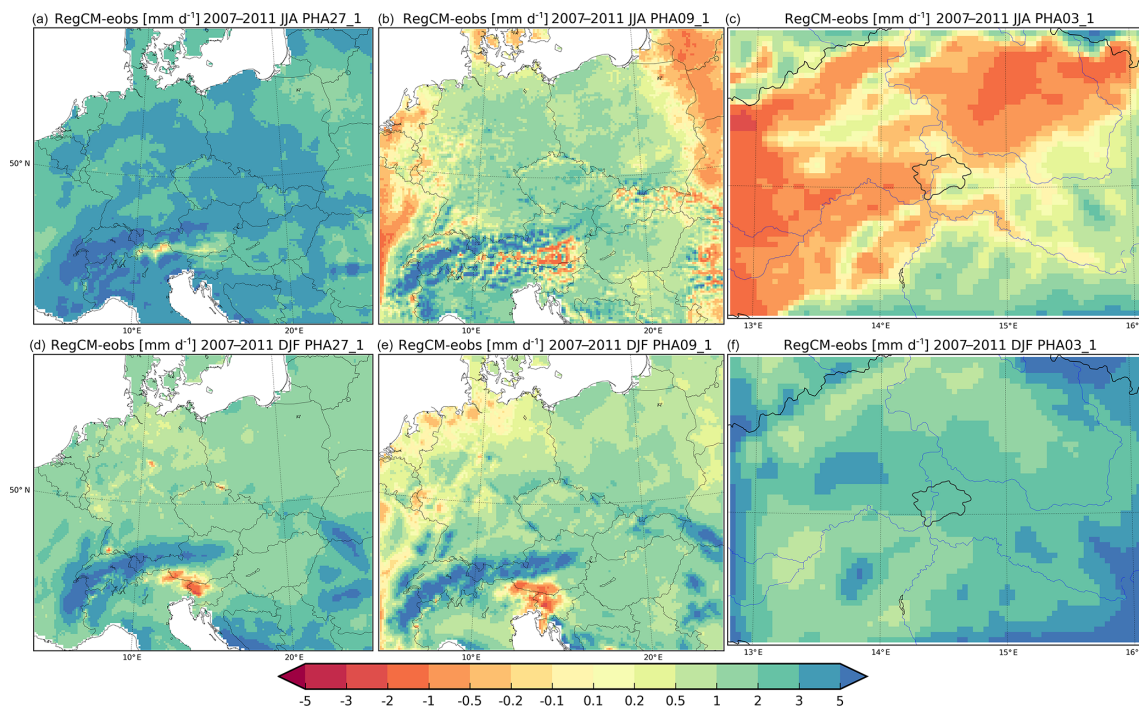 (a) RegCM-eobs [mm d⁻¹] 2007–2011 JJA PHA27_1
(b) RegCM-eobs [mm d⁻¹] 2007–2011 JJA PHA09_1
(c) RegCM-eobs [mm d⁻¹] 2007–2011 JJA PHA03_1
50° N
10°E 20°E
10°E 20°E
13°E 14°E 15°E 16°
(d) RegCM-eobs [mm d⁻¹] 2007–2011 DJF PHA27_1
(e) RegCM-eobs [mm d⁻¹] 2007–2011 DJF PHA09_1
(f) RegCM-eobs [mm d⁻¹] 2007–2011 DJF PHA03_1
50° N
10°E 20°E
10°E 20°E
13°E 14°E 15°E 16°
-5 -3 -2 -1 -0.5 -0.2 -0.1 0.1 0.2 0.5 1 2 3 5